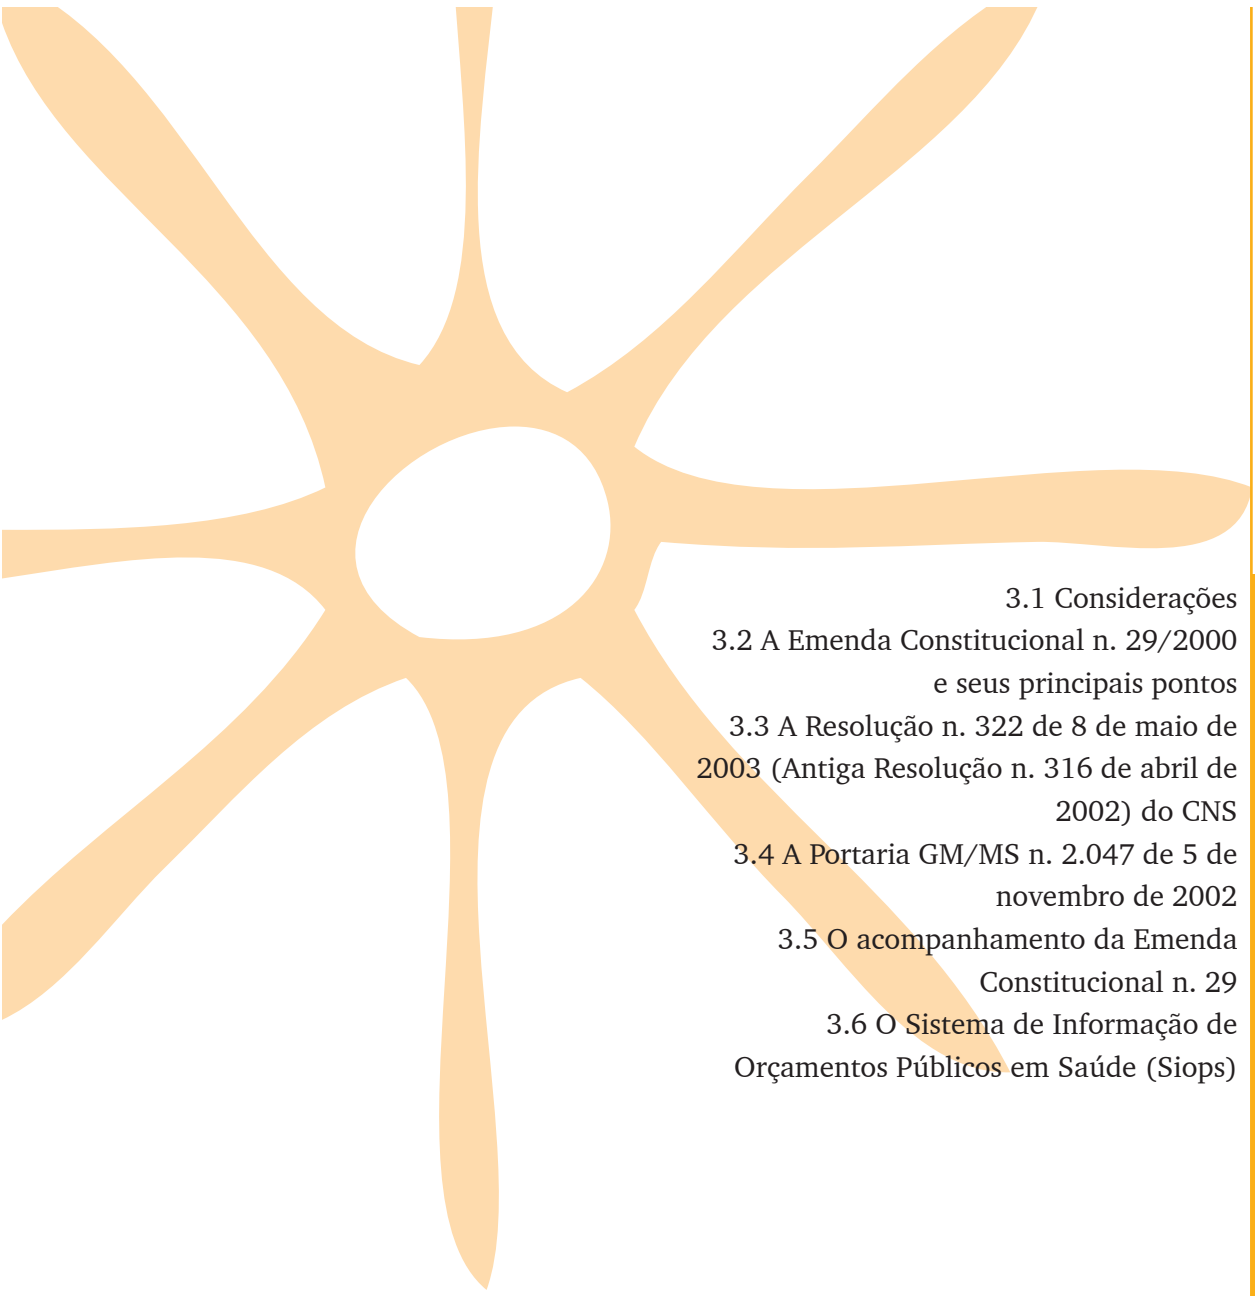 3.1 Considerações
3.2 A Emenda Constitucional n. 29/2000
e seus principais pontos
3.3 A Resolução n. 322 de 8 de maio de
2003 (Antiga Resolução n. 316 de abril de
2002) do CNS
3.4 A Portaria GM/MS n. 2.047 de 5 de
novembro de 2002
3.5 O acompanhamento da Emenda
Constitucional n. 29
3.6 O Sistema de Informação de
Orçamentos Públicos em Saúde (Siops)